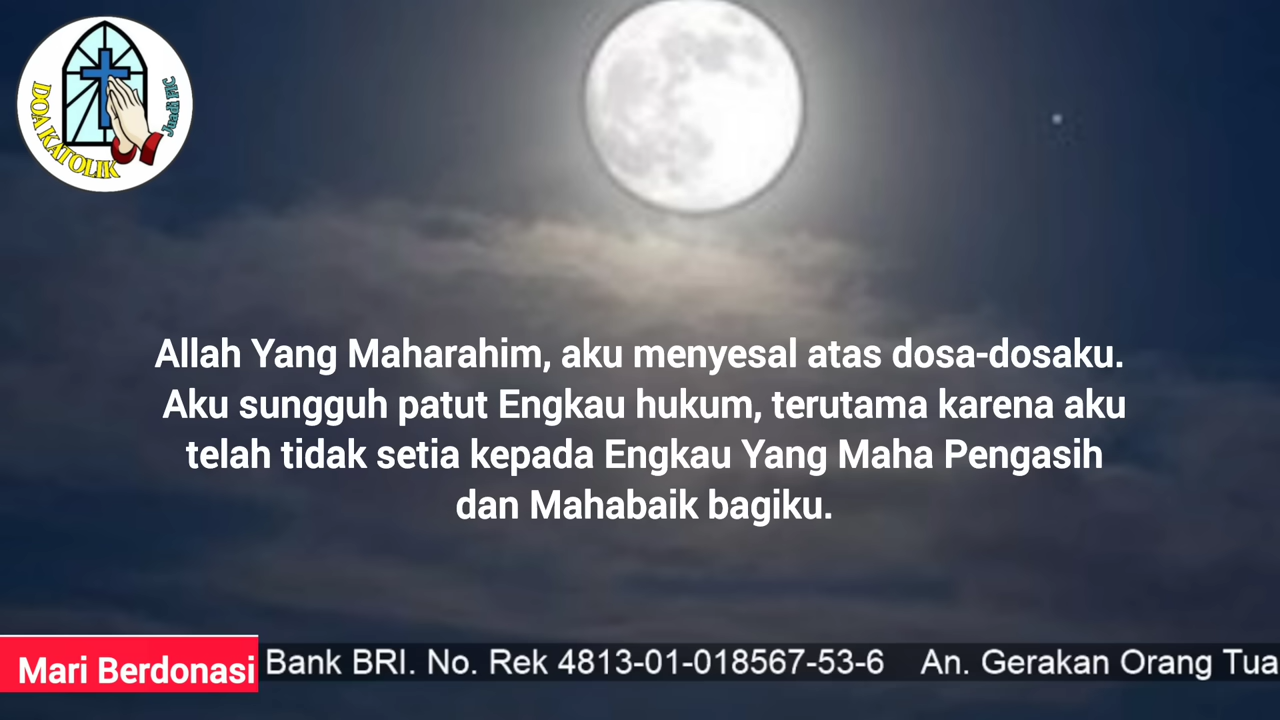 DOA KATOLIK
Juadi FIC
Allah Yang Maharahim, aku menyesal atas dosa-dosaku.
Aku sungguh patut Engkau hukum, terutama karena aku
telah tidak setia kepada Engkau Yang Maha Pengasih
dan Mahabaik bagiku.
Mari Berdonasi
Bank BRI. No. Rek 4813-01-018567-53-6 An. Gerakan Orang Tua